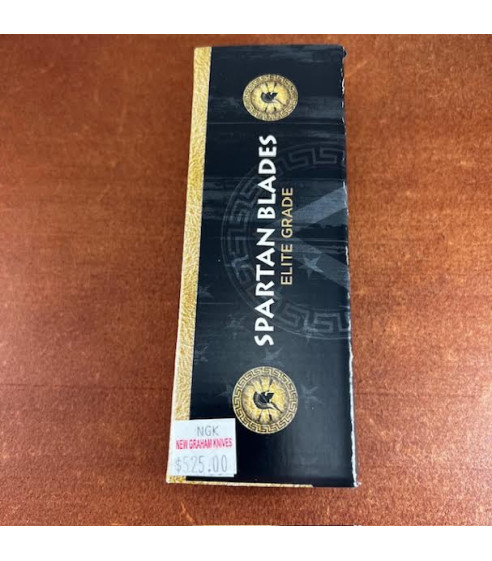 SPARTAN BLADES
ELITE GRADE
NGK
NEW GRAHAM KNIVES
$525.00